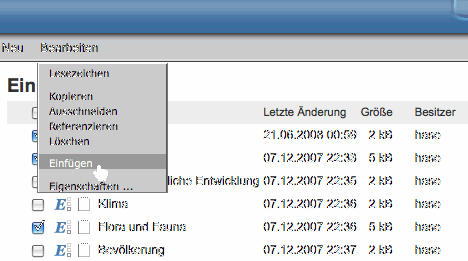 Neu Bearbeiten
Ein
Lesezeichen
Kopieren
Ausschneiden
Referenzieren
Löschen
Einfügen
Eigenschaften ...
Letzte Änderung Größe Besitzer
21.06.2008 00:56 2 kB hase
07.12.2007 22:33 5 kB hase
liche Entwicklung 07.12.2007 22:35 2 kB hase
Klima 07.12.2007 22:36 2 kB hase
Flora und Fauna 07.12.2007 22:36 5 kB hase
Bevölkerung 07.12.2007 22:37 2 kB hase